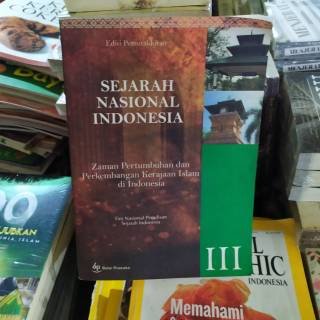 Edisi Pemutakhiran
SEJARAH
NASIONAL
INDONESIA
Zaman Pertumbuhan dan
Perkembangan Kerajaan Islam
di Indonesia
Tim Nasional Penulisan
Sejarah Indonesia
III
Balai Pustaka
INDONESIA
Memahami